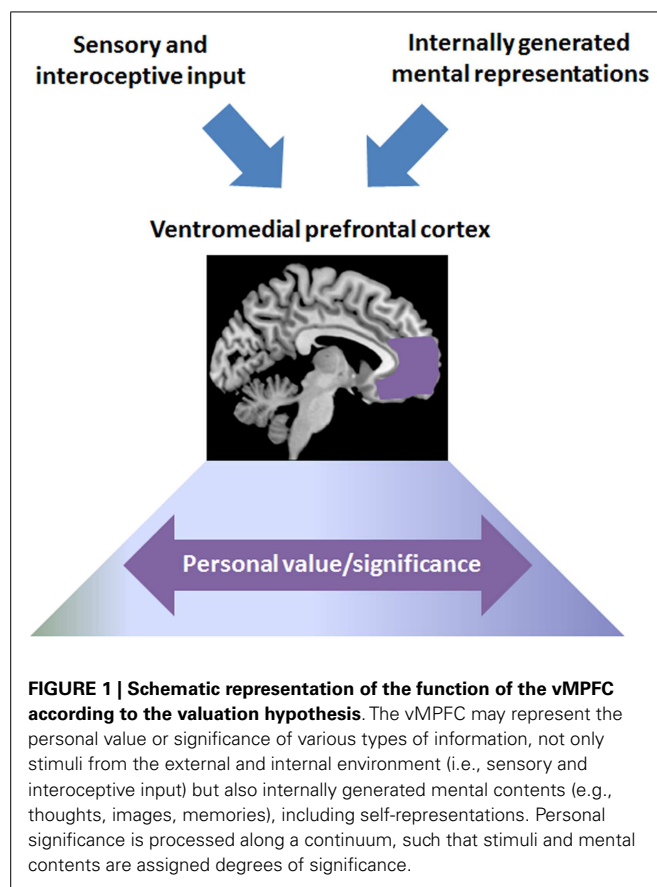 Sensory and
interoceptive input
Internally generated
mental representations
Ventromedial prefrontal cortex
Personal value/significance
FIGURE 1 | Schematic representation of the function of the vMPFC
according to the valuation hypothesis. The vMPFC may represent the
personal value or significance of various types of information, not only
stimuli from the external and internal environment (i.e., sensory and
interoceptive input) but also internally generated mental contents (e.g.,
thoughts, images, memories), including self-representations. Personal
significance is processed along a continuum, such that stimuli and mental
contents are assigned degrees of significance.